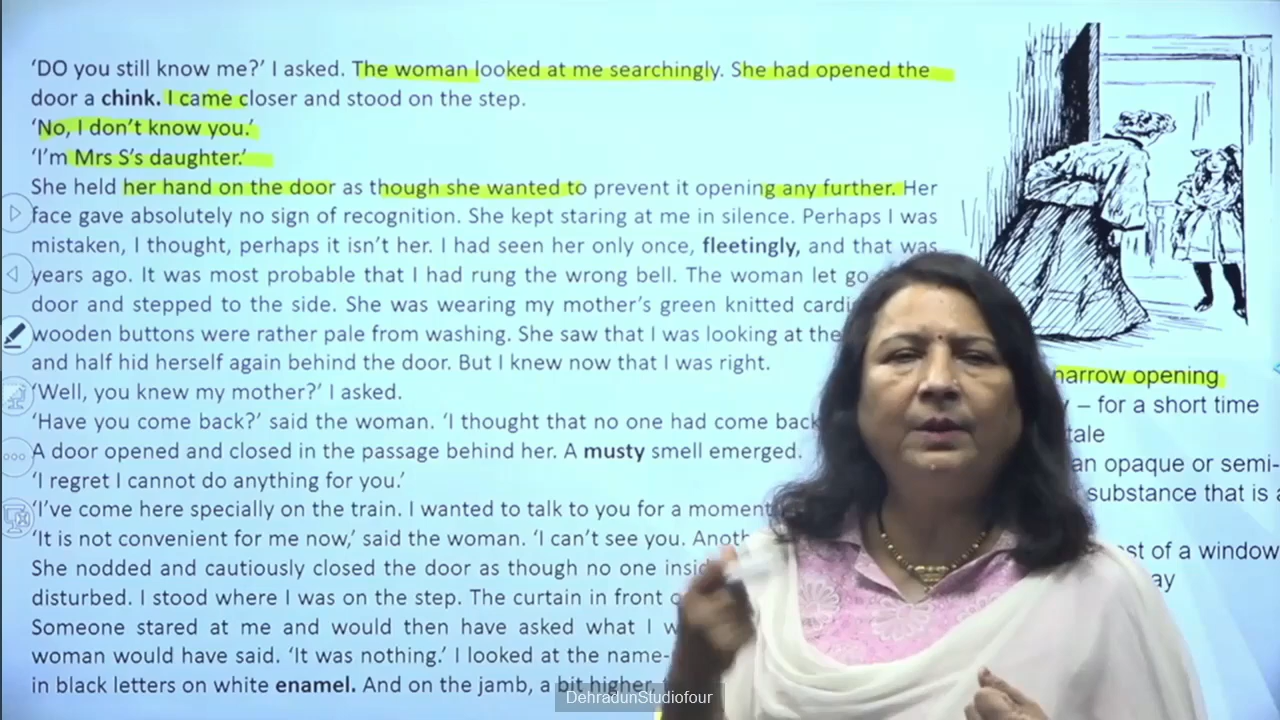 ‘DO you still know me?’ I asked. The woman looked at me searchingly. She had opened the
door a chink. I came closer and stood on the step.
‘No, I don’t know you.’
‘I’m Mrs S’s daughter.’
She held her hand on the door as though she wanted to prevent it opening any further. Her
face gave absolutely no sign of recognition. She kept staring at me in silence. Perhaps I was
mistaken, I thought, perhaps it isn’t her. I had seen her only once, fleetingly, and that was
years ago. It was most probable that I had rung the wrong bell. The woman let go
door and stepped to the side. She was wearing my mother’s green knitted
wooden buttons were rather pale from washing. She saw that I was looking at the
and half hid herself again behind the door. But I knew now that I was right.
narrow opening
‘Well, you knew my mother?’ I asked.
– for a short time
‘Have you come back?’ said the woman. ‘I thought that no one had come back
A door opened and closed in the passage behind her. A musty smell emerged.
an opaque or semi-
‘I regret I cannot do anything for you.’
substance that is
‘I’ve come here specially on the train. I wanted to talk to you for a moment
‘It is not convenient for me now,’ said the woman. ‘I can’t see you.
of a window
She nodded and cautiously closed the door as though no one
disturbed. I stood where I was on the step. The curtain in front
Someone stared at me and would then have asked what I
woman would have said. ‘It was nothing.’ I looked at the name-
in black letters on white enamel. And on the jamb, a bit higher,
DehradunStudiofour